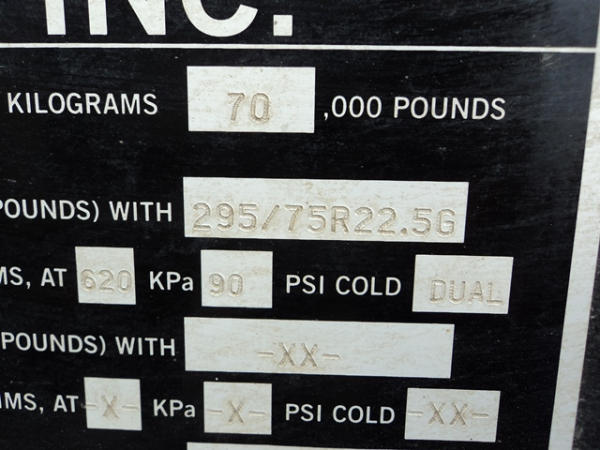 INC.
KILOGRAMS 70 ,000 POUNDS
POUNDS) WITH 295/75R22.5G
MS, AT 620 KPa 90 PSI COLD DUAL
(POUNDS) WITH -XX-
MS, AT -X- KPa -X- PSI COLD -XX-